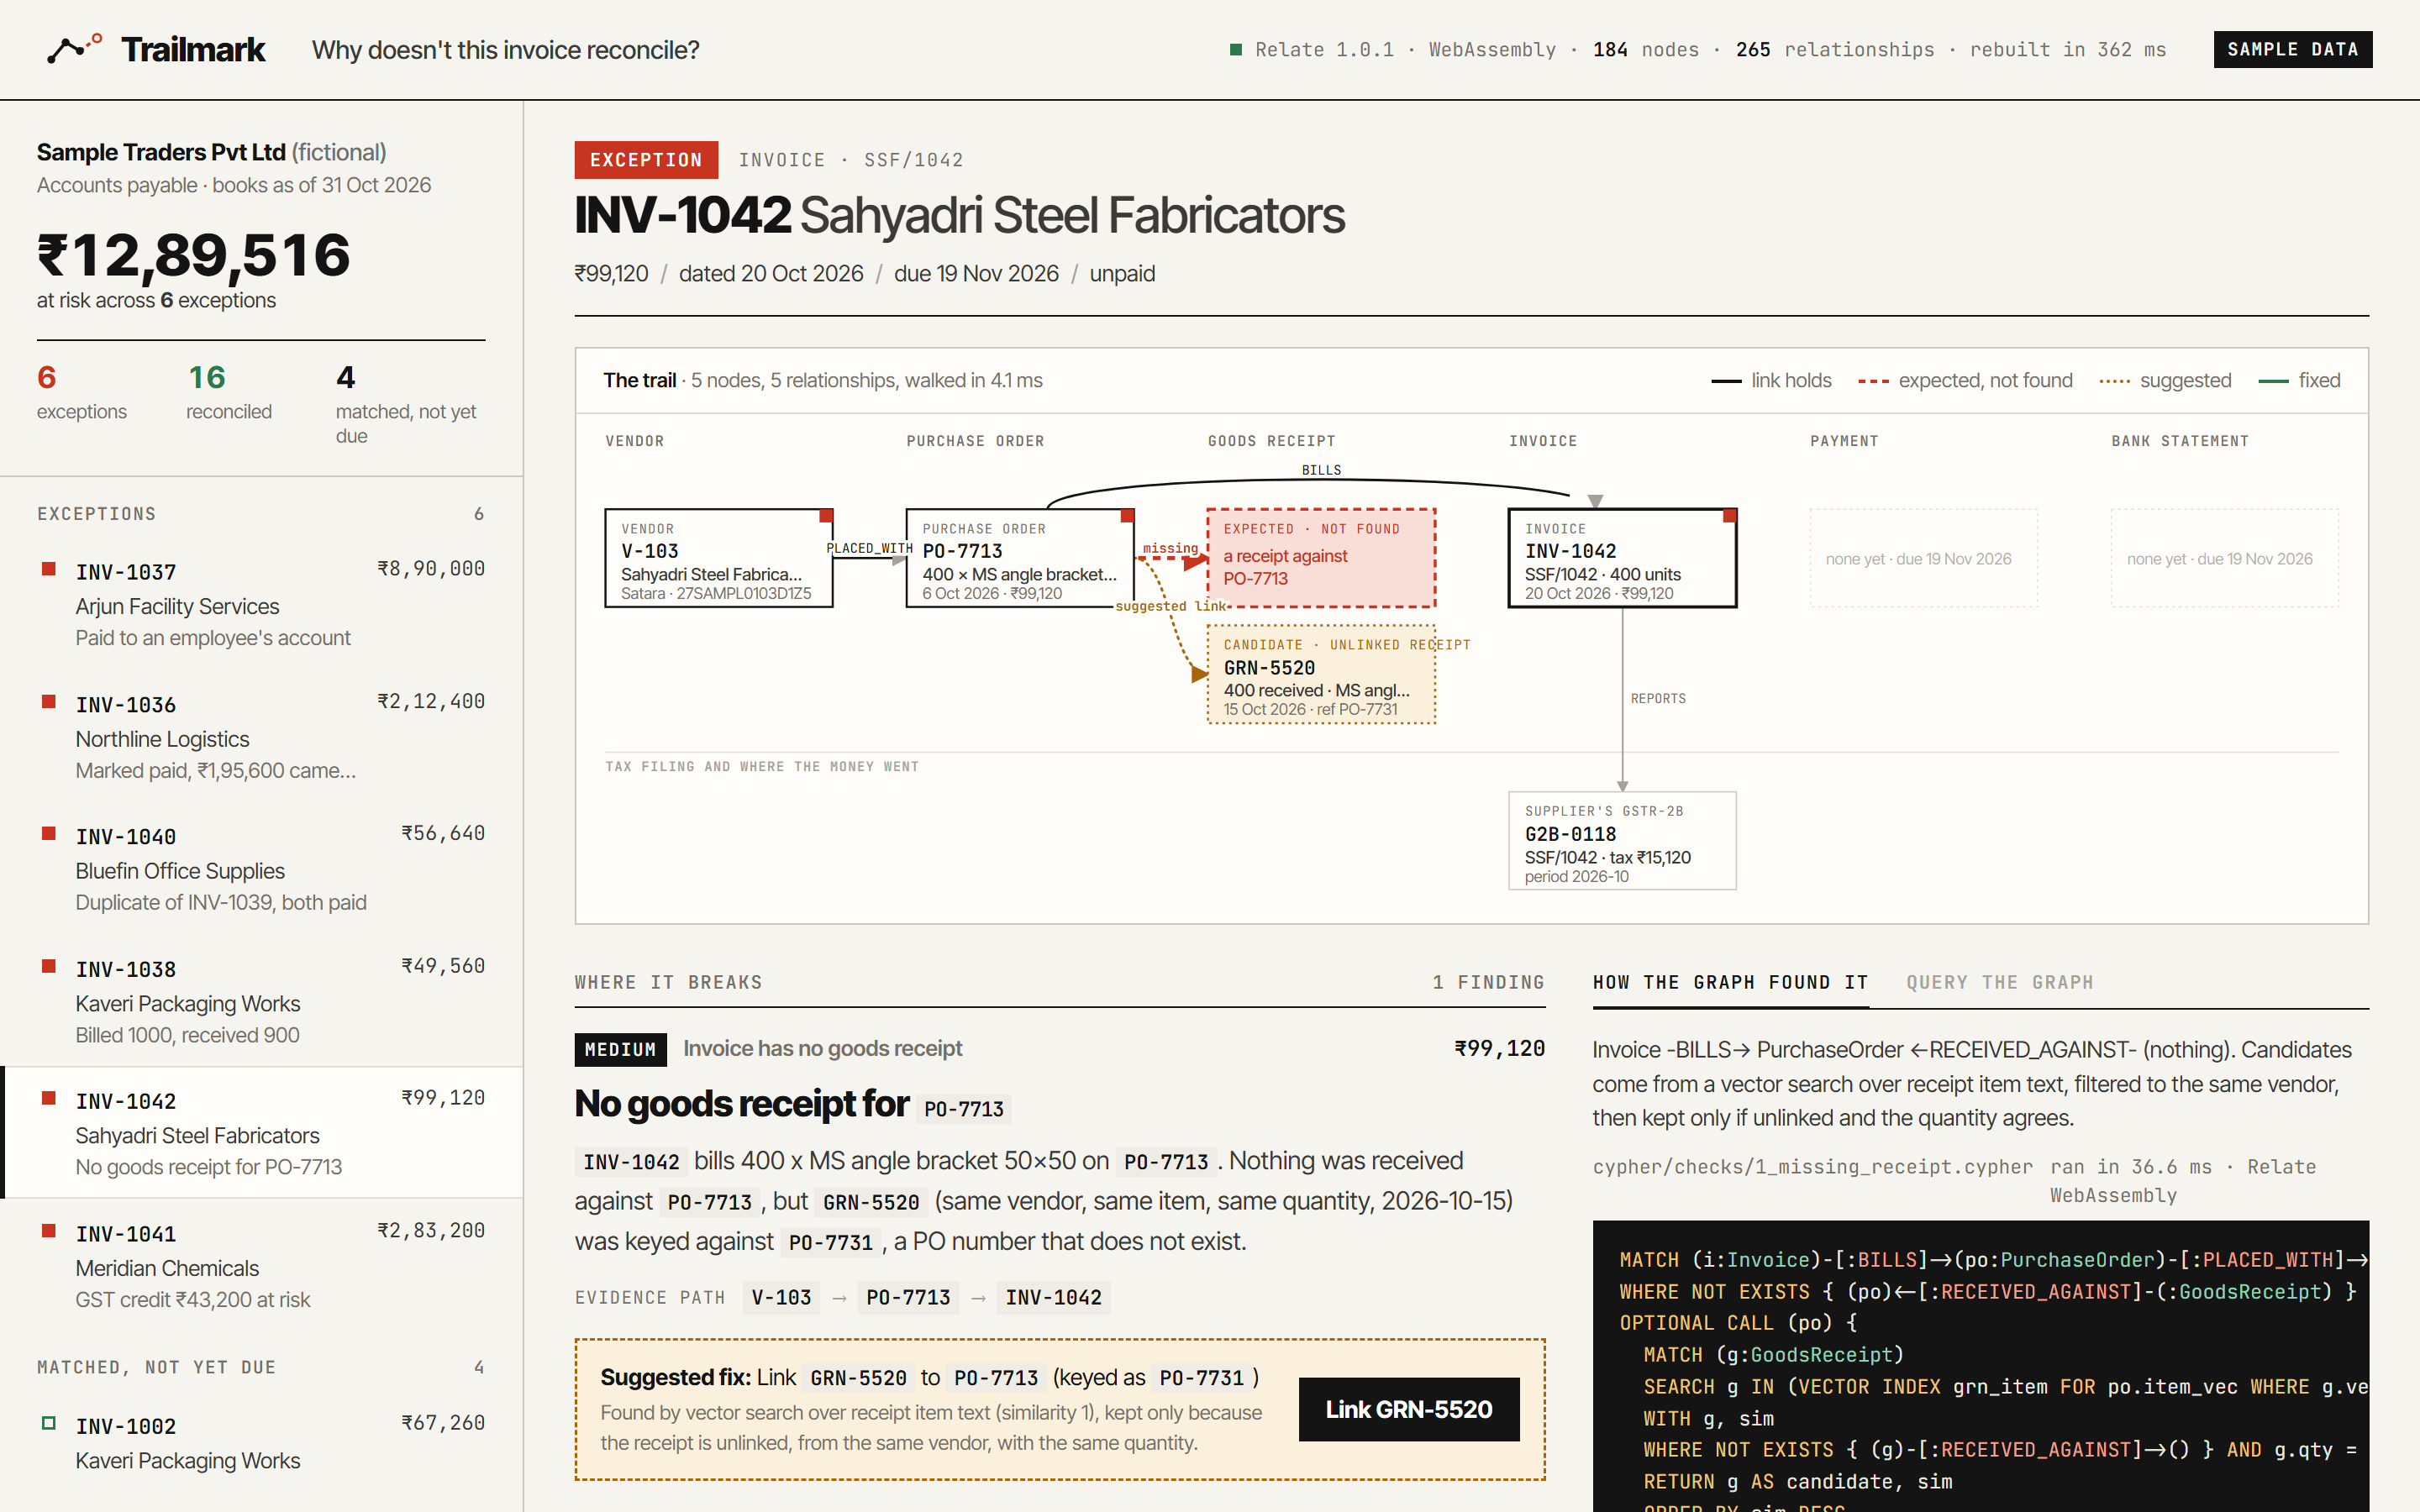 Trailmark
Why doesn't this invoice reconcile?
Relate 1.0.1 · WebAssembly · 184 nodes · 265 relationships · rebuilt in 362 ms
SAMPLE DATA
Sample Traders Pvt Ltd (fictional)
Accounts payable · books as of 31 Oct 2026
₹12,89,516
at risk across 6 exceptions
6
exceptions
16
reconciled
4
matched, not yet due
EXCEPTIONS 6
INV-1037 ₹8,90,000
Arjun Facility Services
Paid to an employee's account
INV-1036 ₹2,12,400
Northline Logistics
Marked paid, ₹1,95,600 came…
INV-1040 ₹56,640
Bluefin Office Supplies
Duplicate of INV-1039, both paid
INV-1038 ₹49,560
Kaveri Packaging Works
Billed 1000, received 900
INV-1042 ₹99,120
Sahyadri Steel Fabricators
No goods receipt for PO-7713
INV-1041 ₹2,83,200
Meridian Chemicals
GST credit ₹43,200 at risk
MATCHED, NOT YET DUE 4
INV-1002 ₹67,260
Kaveri Packaging Works
EXCEPTION INVOICE · SSF/1042
INV-1042 Sahyadri Steel Fabricators
₹99,120 / dated 20 Oct 2026 / due 19 Nov 2026 / unpaid
The trail · 5 nodes, 5 relationships, walked in 4.1 ms
link holds expected, not found suggested fixed
VENDOR PURCHASE ORDER GOODS RECEIPT INVOICE PAYMENT BANK STATEMENT
BILLS
VENDOR
V-103
Sahyadri Steel Fabrica…
Satara · 27SAMPL0103D1Z5
PLACED_WITH
PURCHASE ORDER
PO-7713
400 × MS angle bracket…
6 Oct 2026 · ₹99,120
missing
suggested link
EXPECTED · NOT FOUND
a receipt against
PO-7713
CANDIDATE · UNLINKED RECEIPT
GRN-5520
400 received · MS angl…
15 Oct 2026 · ref PO-7731
INVOICE
INV-1042
SSF/1042 · 400 units
20 Oct 2026 · ₹99,120
none yet · due 19 Nov 2026
none yet · due 19 Nov 2026
REPORTS
TAX FILING AND WHERE THE MONEY WENT
SUPPLIER'S GSTR-2B
G2B-0118
SSF/1042 · tax ₹15,120
period 2026-10
WHERE IT BREAKS 1 FINDING
MEDIUM Invoice has no goods receipt ₹99,120
No goods receipt for PO-7713
INV-1042 bills 400 x MS angle bracket 50×50 on PO-7713 . Nothing was received
against PO-7713 , but GRN-5520 (same vendor, same item, same quantity, 2026-10-15)
was keyed against PO-7731 , a PO number that does not exist.
EVIDENCE PATH V-103 → PO-7713 → INV-1042
Suggested fix: Link GRN-5520 to PO-7713 (keyed as PO-7731 )
Found by vector search over receipt item text (similarity 1), kept only because
the receipt is unlinked, from the same vendor, with the same quantity.
Link GRN-5520
HOW THE GRAPH FOUND IT QUERY THE GRAPH
Invoice -BILLS→ PurchaseOrder ←RECEIVED_AGAINST- (nothing). Candidates
come from a vector search over receipt item text, filtered to the same vendor,
then kept only if unlinked and the quantity agrees.
cypher/checks/1_missing_receipt.cypher ran in 36.6 ms · Relate
WebAssembly
MATCH (i:Invoice)-[:BILLS]->(po:PurchaseOrder)-[:PLACED_WITH]->
WHERE NOT EXISTS { (po)<-[:RECEIVED_AGAINST]-(:GoodsReceipt) }
OPTIONAL CALL (po) {
MATCH (g:GoodsReceipt)
SEARCH g IN (VECTOR INDEX grn_item FOR po.item_vec WHERE g.ve
WITH g, sim
WHERE NOT EXISTS { (g)-[:RECEIVED_AGAINST]->() } AND g.qty =
RETURN g AS candidate, sim
ORDER BY sim DESC